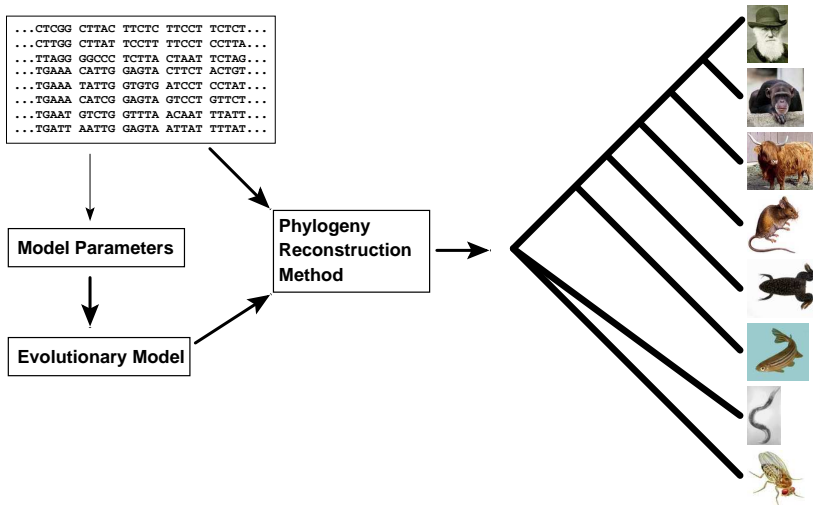 ...CTCGG CTTAC TTCTC TTCCT TCTCT...
...CTTGG CTTAT TCCTT TTCCT CCTTA...
...TTAGG GGCCC TCTTA CTAAT TCTAG...
...TGAAA CATTG GAGTA CTTCT ACTGT...
...TGAAA TATTG GTGTG ATCCT CCTAT...
...TGAAA CATCG GAGTA GTCCT GTTCT...
...TGAAT GTCTG GGTTTA ACAAT TTATT...
...TGATT AATTG GAGTA ATTAT TTTAT...
Model Parameters
Evolutionary Model
Phylogeny
Reconstruction
Method